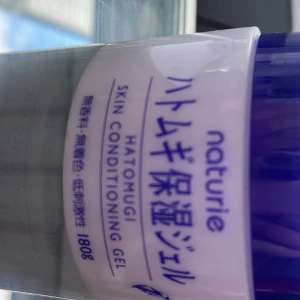 naturie
ハトムギ保湿ジェル
HATOMUGI
SKIN CONDITIONING GEL
無香料・無着色・低刺激性 180g